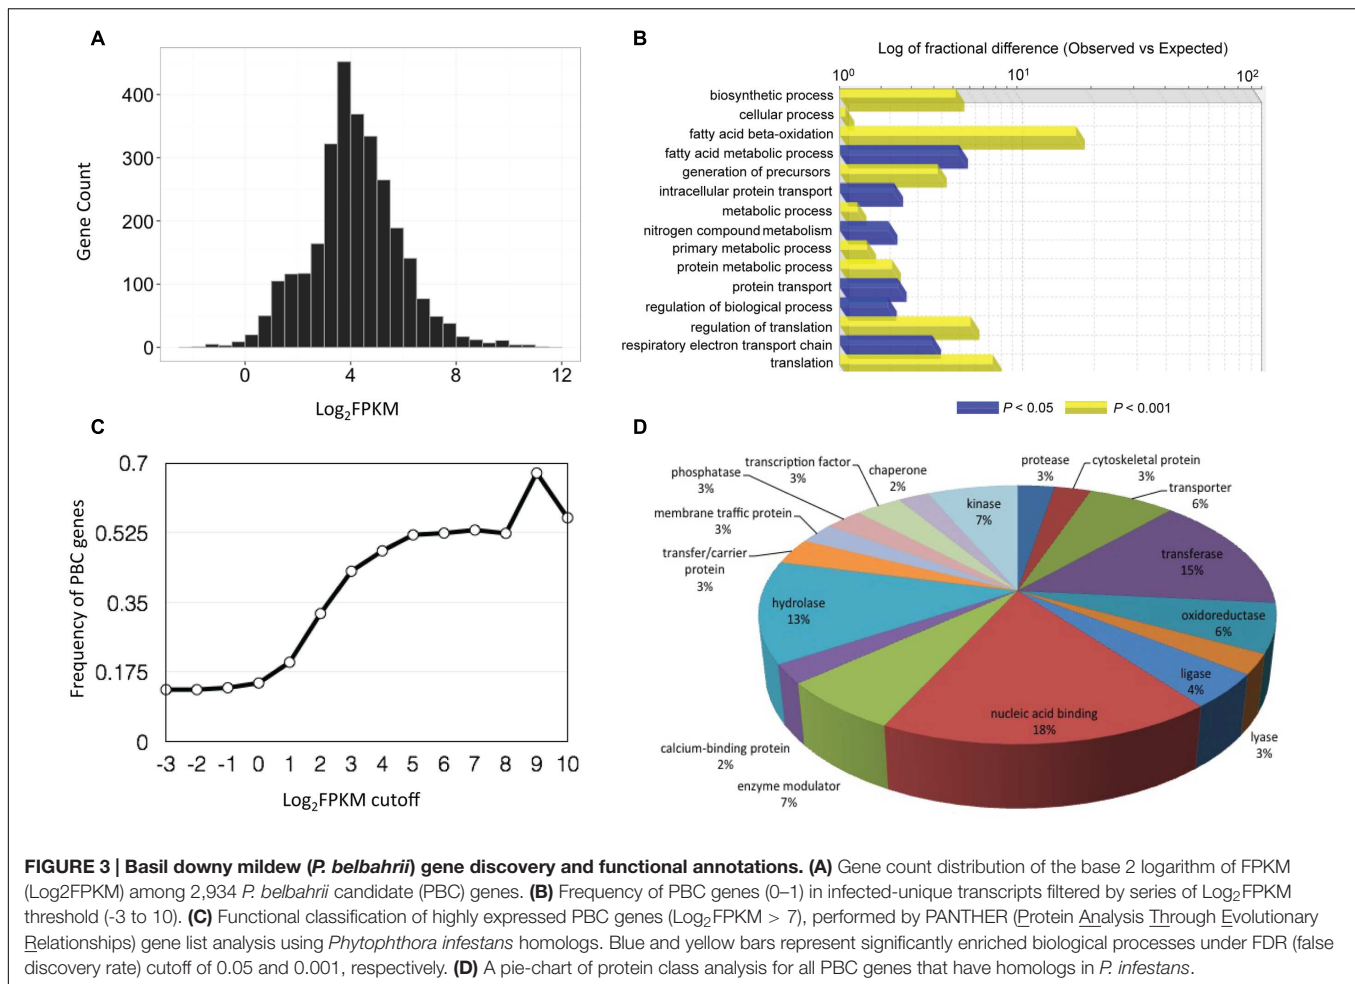 A
400
300
200
100
0
Gene Count
0 4 8 12
Log2FPKM
B
Log of fractional difference (Observed vs Expected)
10⁰ 10¹ 10²
biosynthetic process
cellular process
fatty acid beta-oxidation
fatty acid metabolic process
generation of precursors
intracellular protein transport
metabolic process
nitrogen compound metabolism
primary metabolic process
protein metabolic process
protein transport
regulation of biological process
regulation of translation
respiratory electron transport chain
translation
P < 0.05 P < 0.001
C
0.7
0.525
0.35
0.175
0
Frequency of PBC genes
-3 -2 -1 0 1 2 3 4 5 6 7 8 9 10
Log2FPKM cutoff
D
protease
3%
cytoskeletal protein
3%
transporter
6%
transferase
15%
oxidoreductase
6%
lyase
3%
ligase
4%
nucleic acid binding
18%
enzyme modulator
7%
calcium-binding protein
2%
hydrolase
13%
transfer/carrier
protein
3%
membrane traffic protein
3%
phosphatase
3%
transcription factor
3%
chaperone
2%
kinase
7%
FIGURE 3 | Basil downy mildew (P. belbahrii) gene discovery and functional annotations. (A) Gene count distribution of the base 2 logarithm of FPKM
(Log2FPKM) among 2,934 P. belbahrii candidate (PBC) genes. (B) Frequency of PBC genes (0–1) in infected-unique transcripts filtered by series of Log2FPKM
threshold (-3 to 10). (C) Functional classification of highly expressed PBC genes (Log2FPKM > 7), performed by PANTHER (Protein Analysis Through Evolutionary
Relationships) gene list analysis using Phytophthora infestans homologs. Blue and yellow bars represent significantly enriched biological processes under FDR (false
discovery rate) cutoff of 0.05 and 0.001, respectively. (D) A pie-chart of protein class analysis for all PBC genes that have homologs in P. infestans.